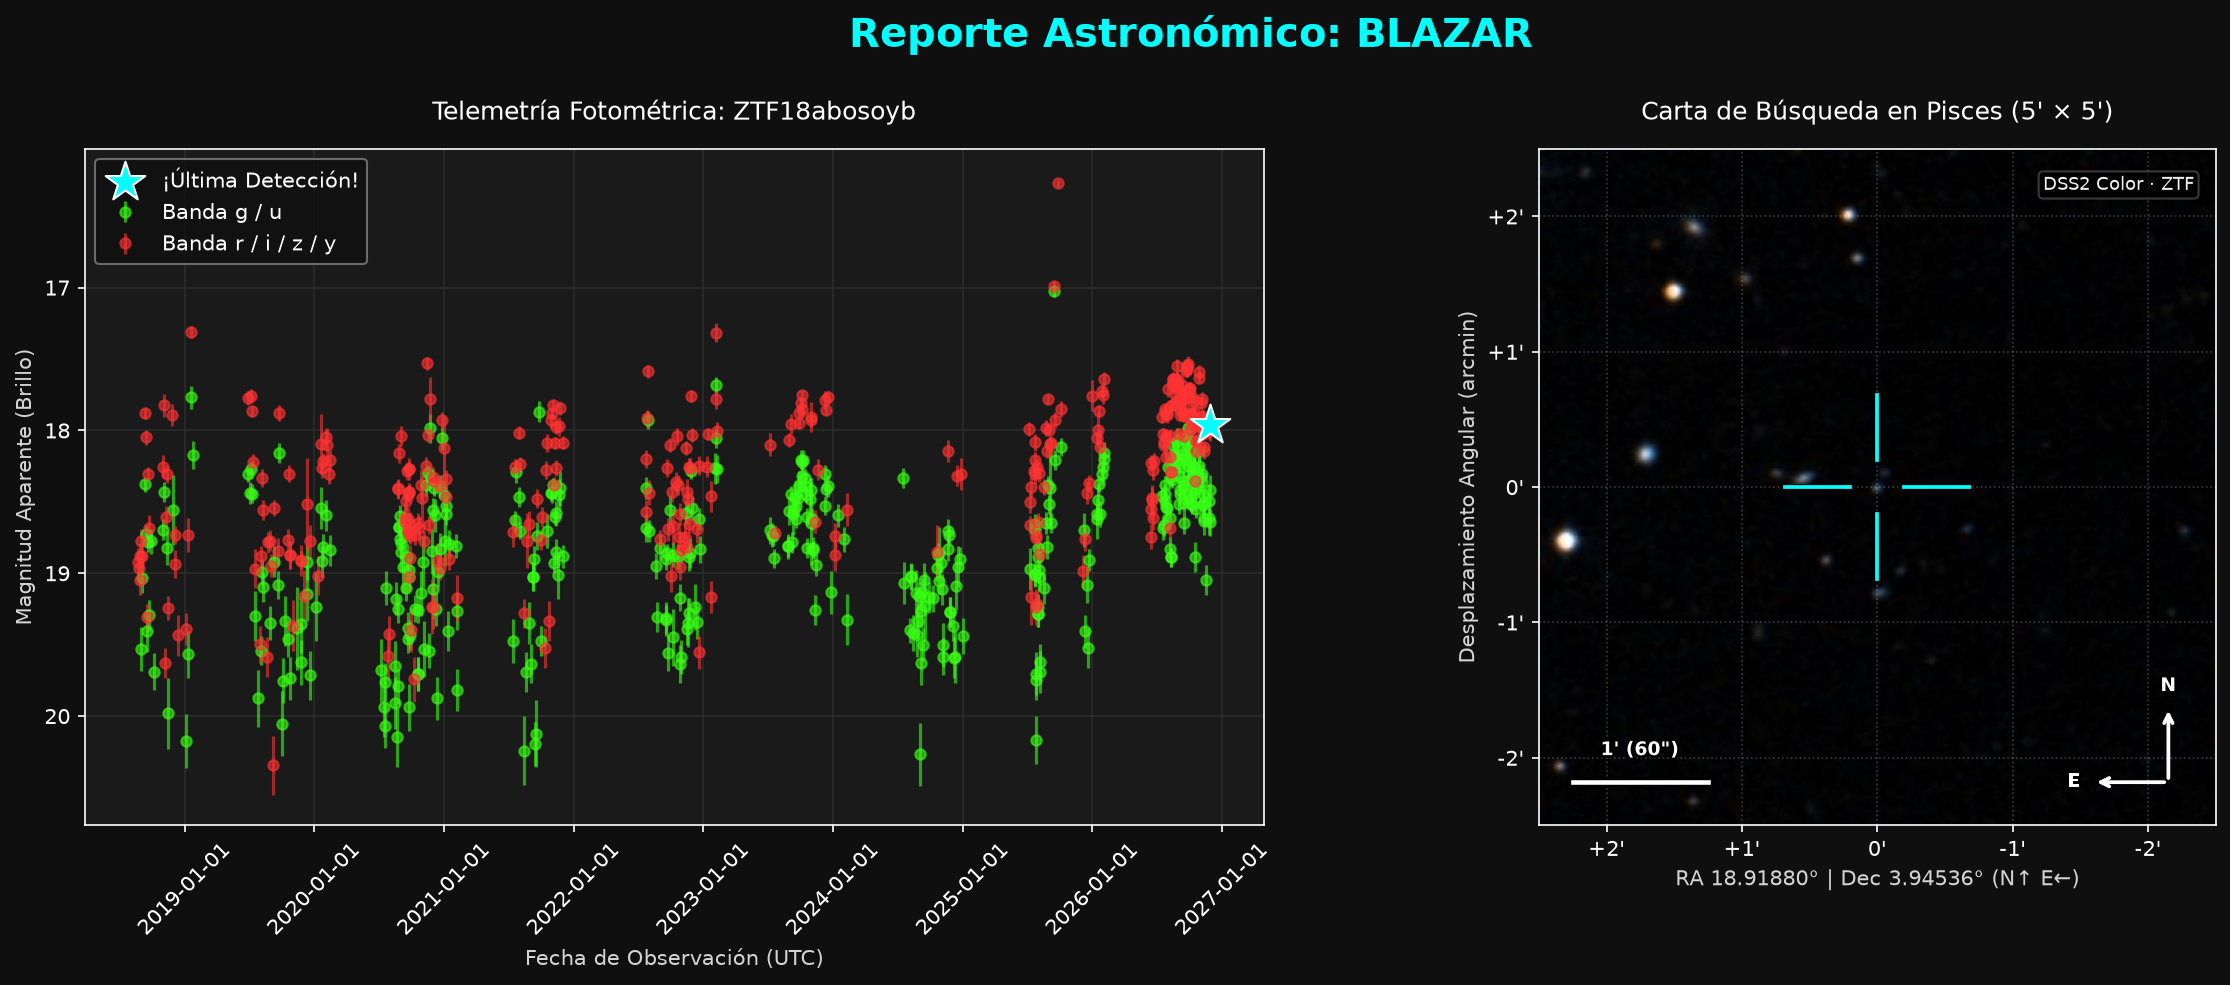 Reporte Astronómico: BLAZAR
Telemetría Fotométrica: ZTF18abosoyb
¡Última Detección!
Banda g / u
Banda r / i / z / y
Magnitud Aparente (Brillo)
17
18
19
20
2019-01-01
2020-01-01
2021-01-01
2022-01-01
2023-01-01
2024-01-01
2025-01-01
2026-01-01
2027-01-01
Fecha de Observación (UTC)
Carta de Búsqueda en Pisces (5' × 5')
DSS2 Color · ZTF
Desplazamiento Angular (arcmin)
+2'
+1'
0'
-1'
-2'
N
E
1' (60")
+2'
+1'
0'
-1'
-2'
RA 18.91880° | Dec 3.94536° (N↑ E←)